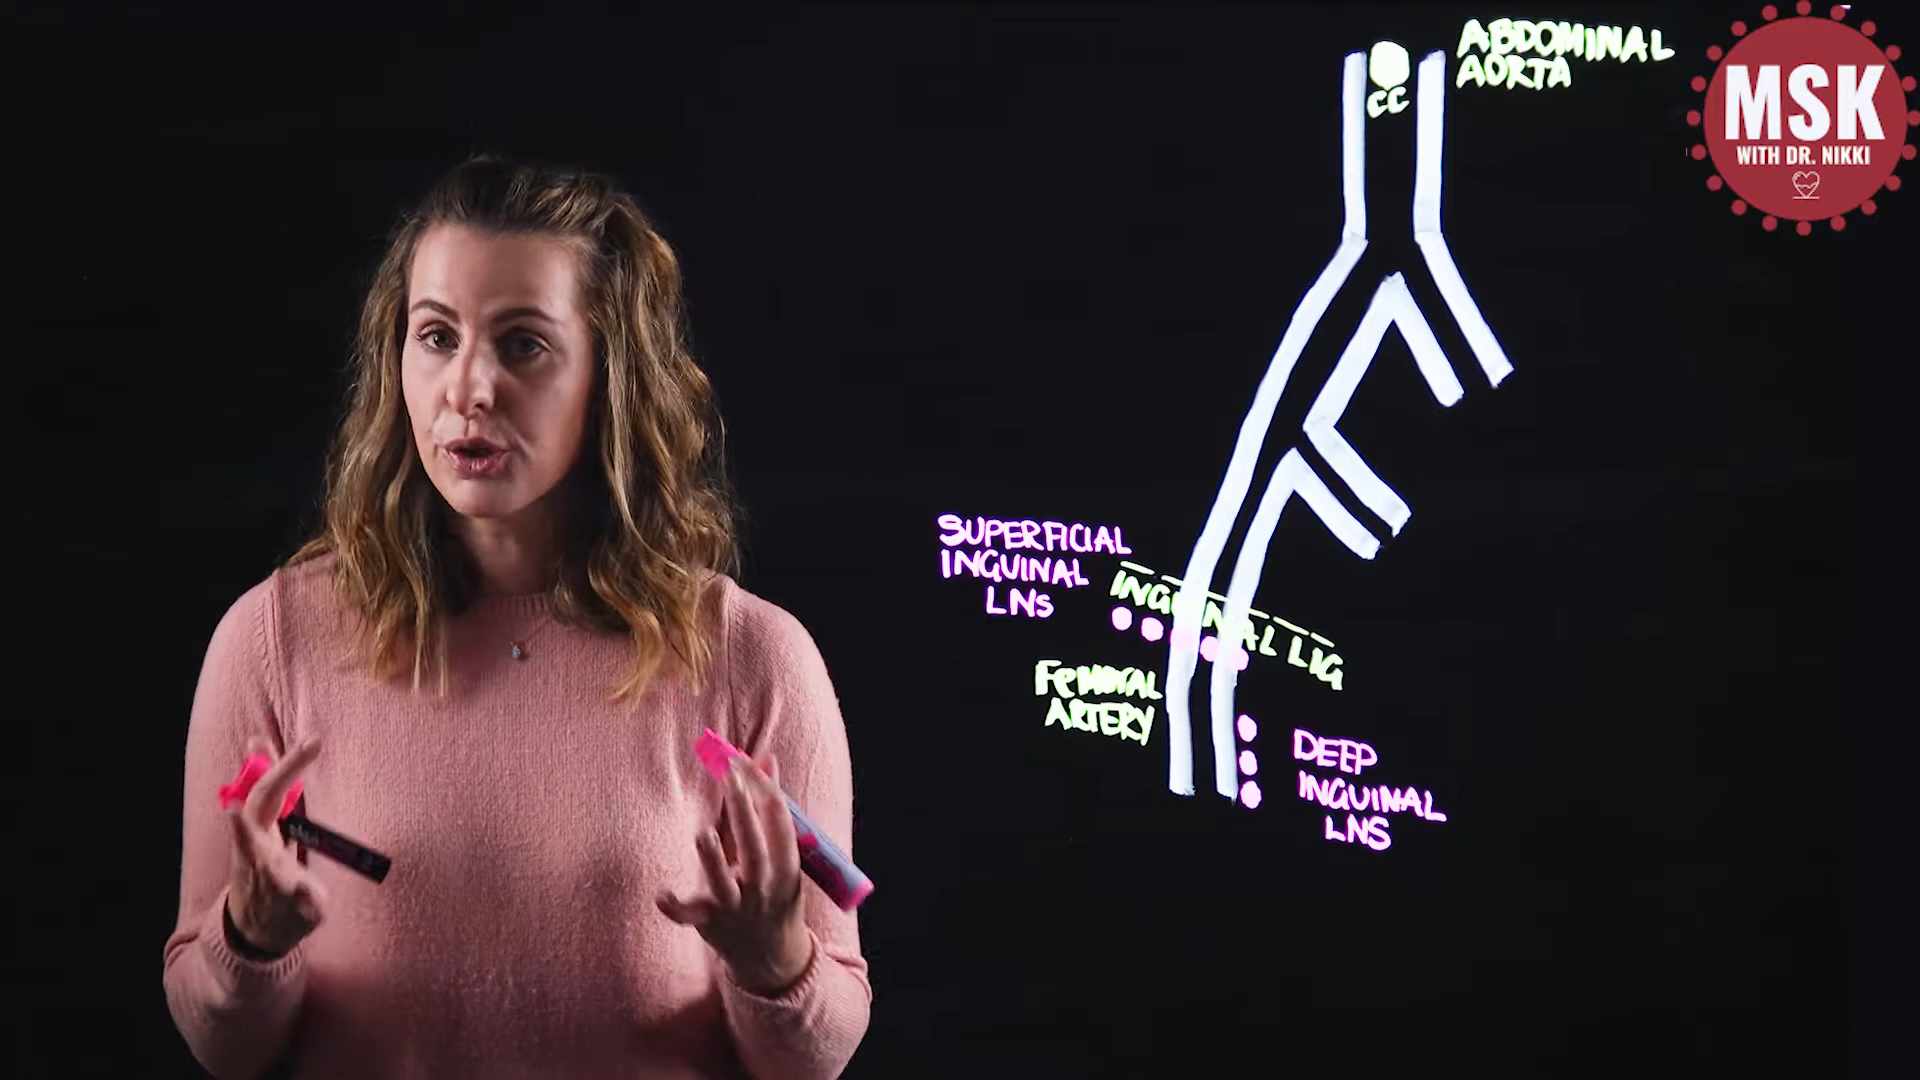 ABDOMINAL
AORTA
CC
MSK
WITH DR. NIKKI
SUPERFICIAL
INGUINAL
LNs
INGUINAL LIG
FEMORAL
ARTERY
DEEP
INGUINAL
LNS